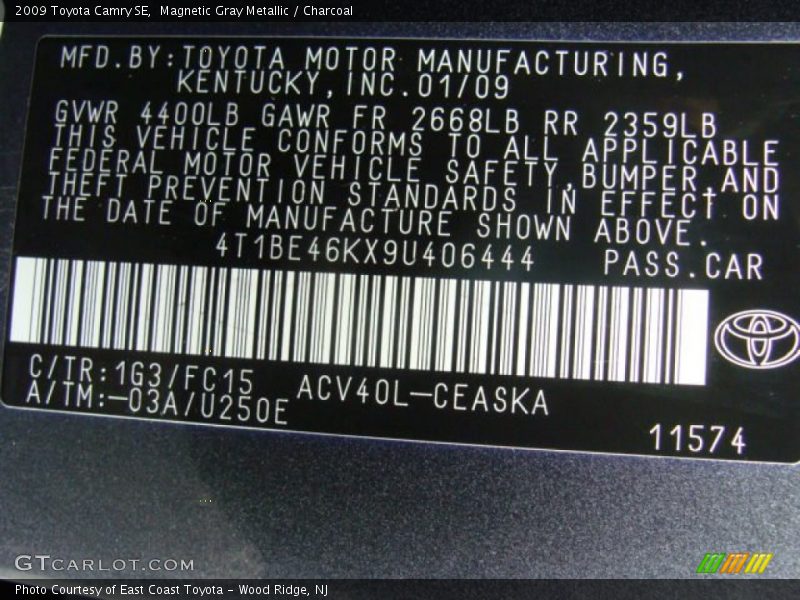 2009 Toyota Camry SE,  Magnetic Gray Metallic / Charcoal
MFD.BY:TOYOTA MOTOR MANUFACTURING,
KENTUCKY,INC.01/09
GVWR 4400LB GAWR FR 2668LB RR 2359LB
THIS VEHICLE CONFORMS TO ALL APPLICABLE
FEDERAL MOTOR VEHICLE SAFETY,BUMPER,AND
THEFT PREVENTION STANDARDS IN EFFECT ON
THE DATE OF MANUFACTURE SHOWN ABOVE.
4T1BE46KX9U406444 PASS.CAR
C/TR:1G3/FC15 ACV40L-CEASKA
A/TM:-03A/U250E
11574
GTCARLOT.COM
Photo Courtesy of East Coast Toyota - Wood Ridge, NJ